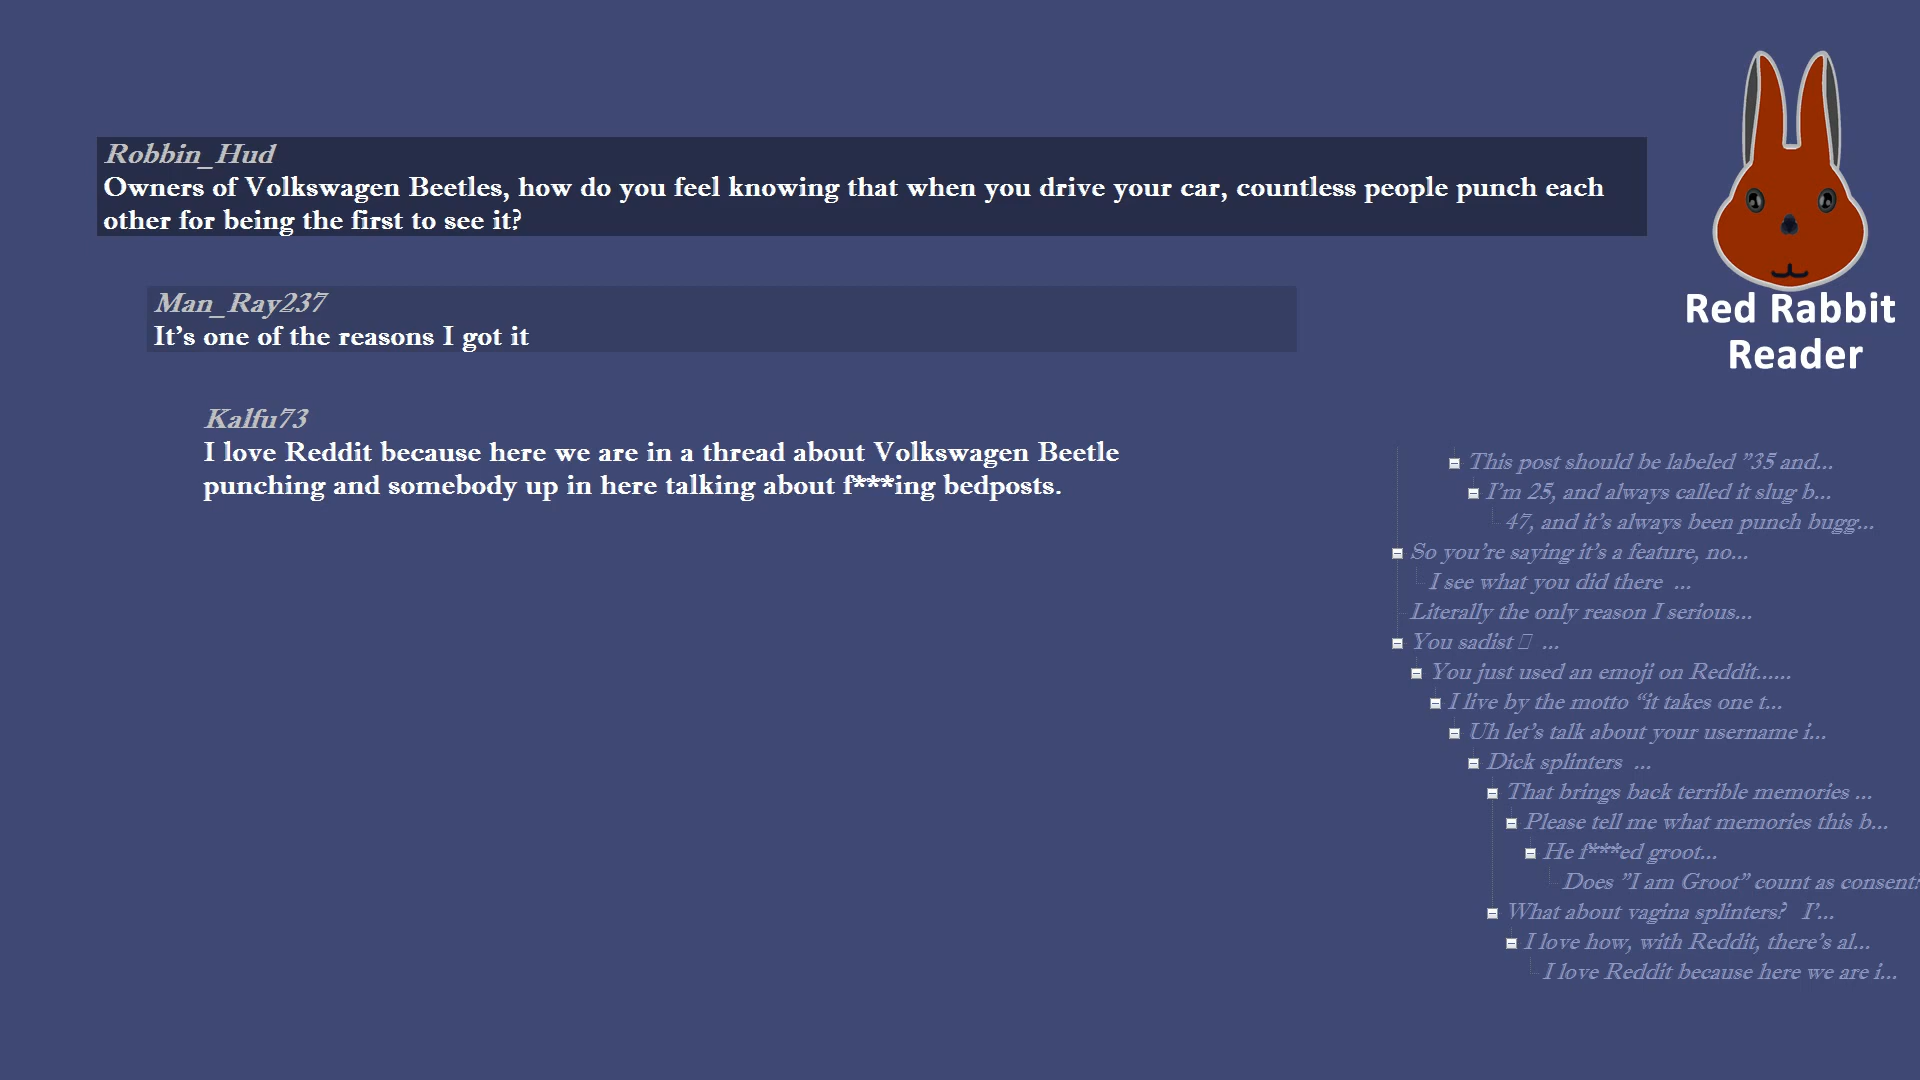 Robbin_Hud
Owners of Volkswagen Beetles, how do you feel knowing that when you drive your car, countless people punch each
other for being the first to see it?
Man_Ray237
It's one of the reasons I got it
Kalfu73
I love Reddit because here we are in a thread about Volkswagen Beetle
punching and somebody up in here talking about f***ing bedposts.
Red Rabbit
Reader
This post should be labeled "35 and...
I'm 25, and always called it slug b...
47, and it's always been punch bugg...
So you're saying it's a feature, no...
I see what you did there ...
Literally the only reason I serious...
You sadist ...
You just used an emoji on Reddit......
I live by the motto "it takes one t...
Uh let's talk about your username i...
Dick splinters ...
That brings back terrible memories ...
Please tell me what memories this b...
He f***ed groot...
Does "I am Groot" count as consent?
What about vagina splinters? I'...
I love how, with Reddit, there's al...
I love Reddit because here we are i...